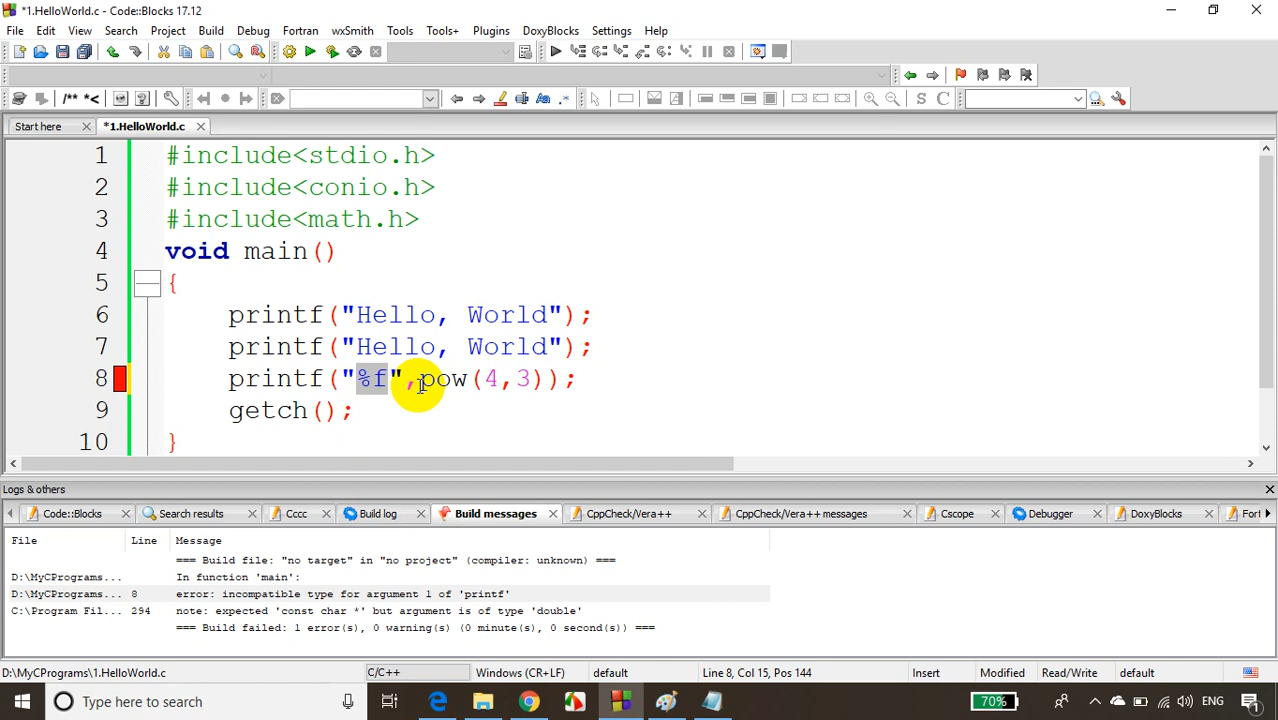 *1.HelloWorld.c - Code::Blocks 17.12
File Edit View Search Project Build Debug Fortran wxSmith Tools Tools+ Plugins DoxyBlocks Settings Help
/** *<
S C
Start here *1.HelloWorld.c
1 #include<stdio.h>
2 #include<conio.h>
3 #include<math.h>
4 void main()
5 {
6 printf("Hello, World");
7 printf("Hello, World");
8 printf("%f",pow(4,3));
9 getch();
10 }
Logs & others
Code::Blocks Search results Cccc Build log Build messages CppCheck/Vera++ CppCheck/Vera++ messages Cscope Debugger DoxyBlocks Fort
File Line Message
=== Build file: "no target" in "no project" (compiler: unknown) ===
D:\MyCPrograms... In function 'main':
D:\MyCPrograms... 8 error: incompatible type for argument 1 of 'printf'
C:\Program Fil... 294 note: expected 'const char *' but argument is of type 'double'
=== Build failed: 1 error(s), 0 warning(s) (0 minute(s), 0 second(s)) ===
D:\MyCPrograms\1.HelloWorld.c C/C++ Windows (CR+LF) default Line 8, Col 15, Pos 144 Insert Modified Read/Write default
Type here to search 70% ENG 1